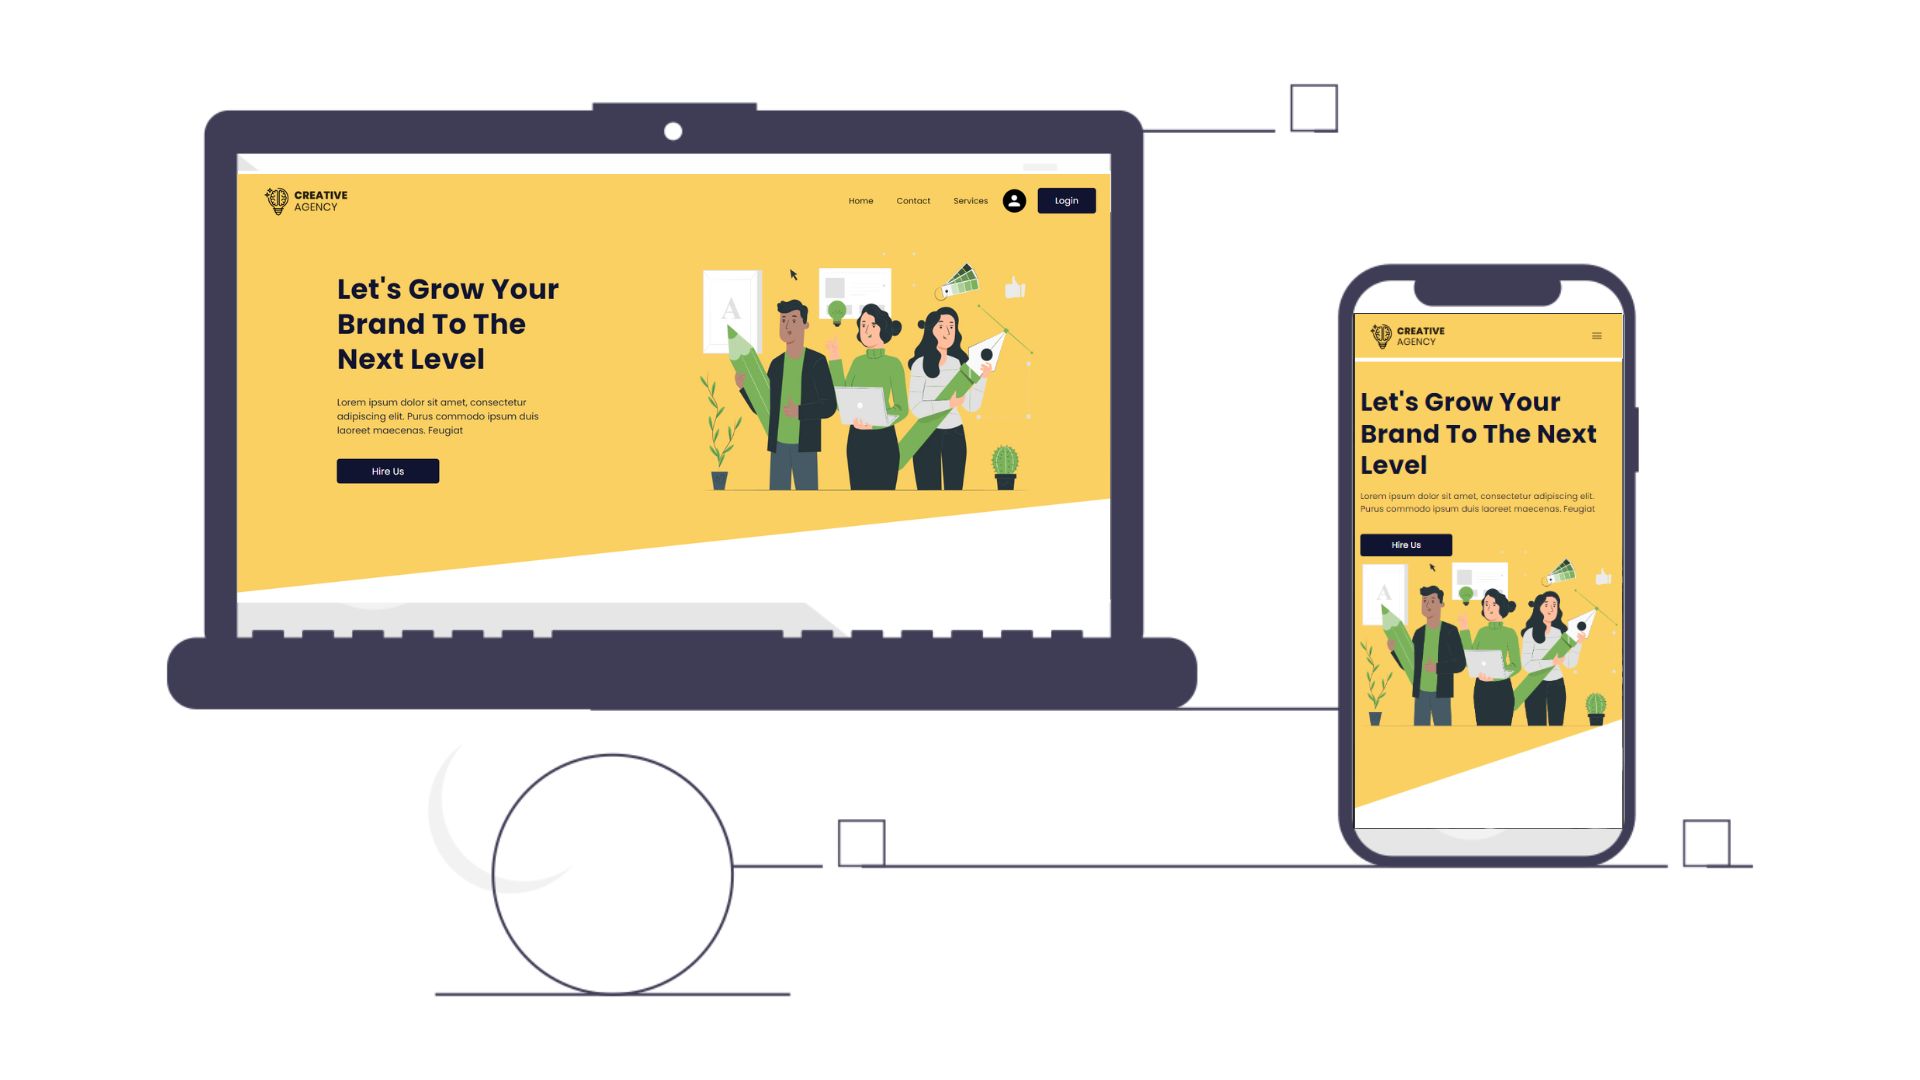 CREATIVE
AGENCY
Home Contact Services Login
Let's Grow Your
Brand To The
Next Level
Lorem ipsum dolor sit amet, consectetur
adipiscing elit. Purus commodo ipsum duis
laoreet maecenas. Feugiat
Hire Us
A
CREATIVE
AGENCY
Let's Grow Your
Brand To The Next
Level
Lorem ipsum dolor sit amet, consectetur adipiscing elit.
Purus commodo ipsum duis laoreet maecenas. Feugiat
Hire Us
A